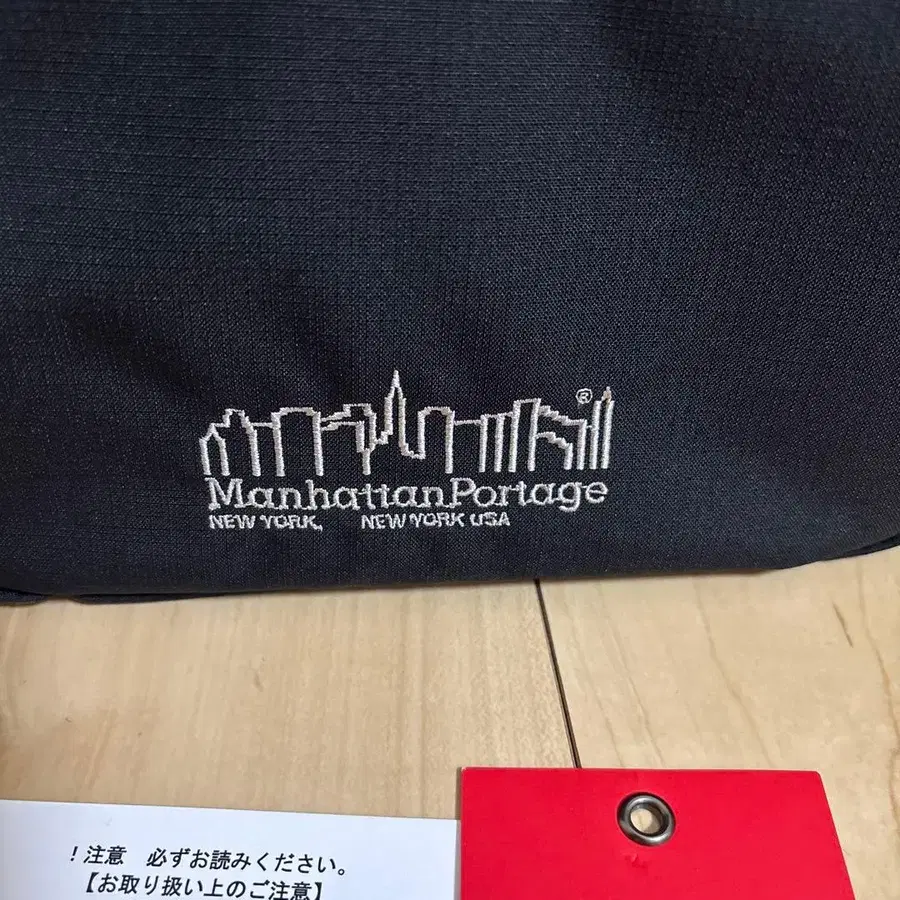 ®
ManhattanPortage
NEW YORK, NEW YORK USA
!注意 必ずお読みください。
【お取り扱い上のご注意】